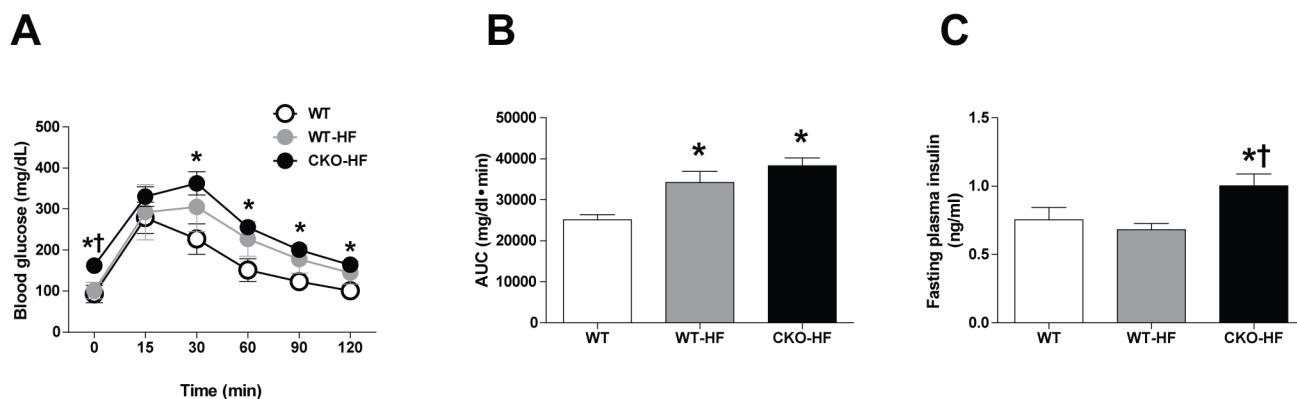 A
WT
WT-HF
CKO-HF
Blood glucose (mg/dL)
500
400
300
200
100
0
*†
*
*
*
*
0 15 30 60 90 120
Time (min)
B
AUC (mg/dl•min)
50000
40000
30000
20000
10000
0
*
*
WT WT-HF CKO-HF
C
Fasting plasma insulin
(ng/ml)
1.5
1.0
0.5
0.0
*†
WT WT-HF CKO-HF